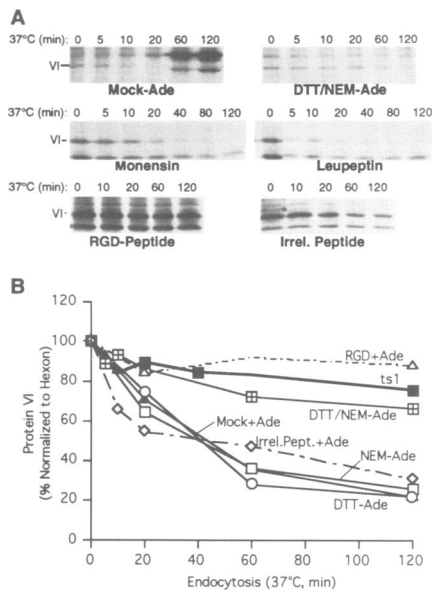 A
37°C (min): 0 5 10 20 60 120
VI
Mock-Ade
37°C (min): 0 5 10 20 60 120
DTT/NEM-Ade
37°C (min): 0 5 10 20 40 80 120
VI-
Monensin
0 5 10 20 40 80 120
Leupeptin
37°C (min): 0 10 20 60 120
VI·
RGD-Peptide
37°C (min): 0 10 20 60 120
Irrel. Peptide
B
Protein VI
(% Normalized to Hexon)
120
100
80
60
40
20
0
RGD+Ade
ts1
DTT/NEM-Ade
Mock+Ade
Irrel.Pept.+Ade
NEM-Ade
DTT-Ade
0 20 40 60 80 100 120
Endocytosis (37°C, min)